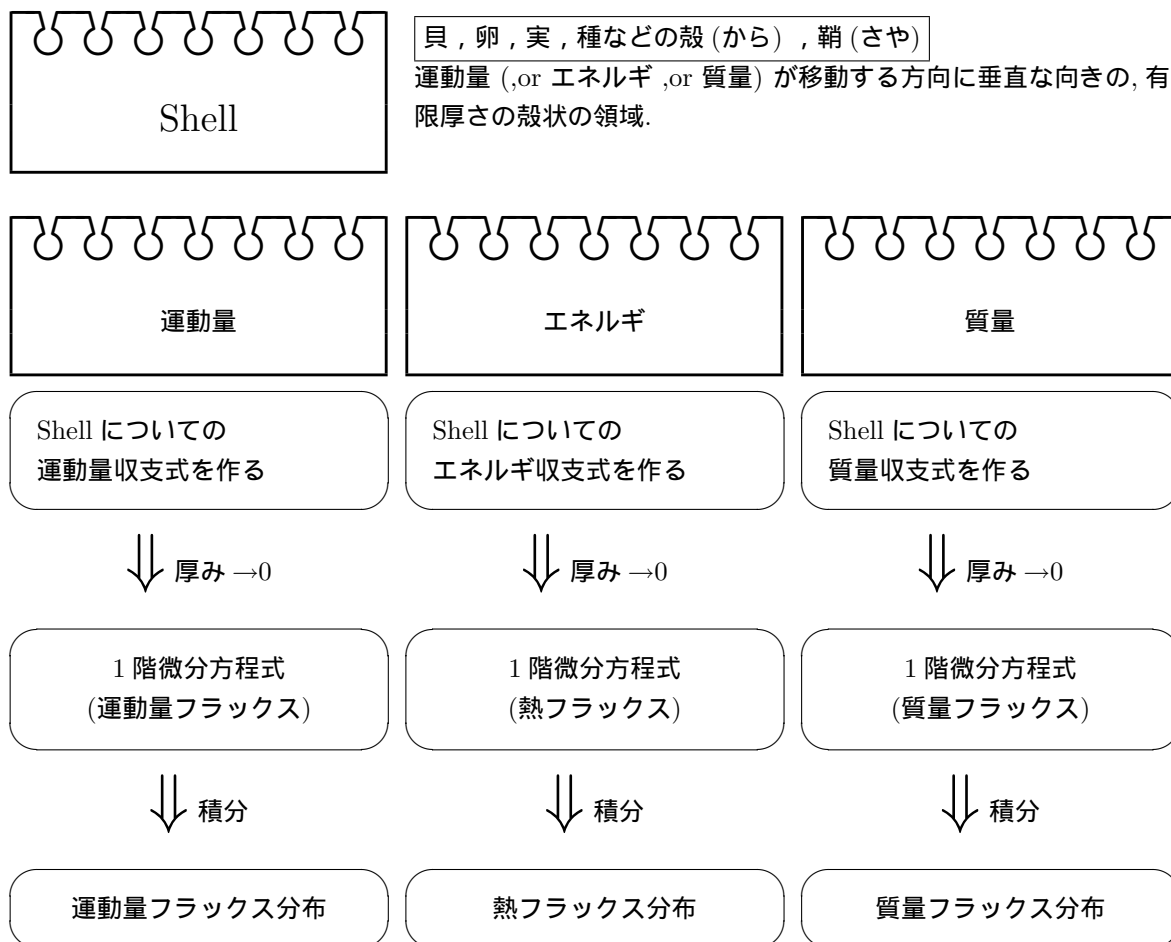 Shell
貝，卵，実，種などの殻 (から) ，鞘 (さや)
運動量 (,or エネルギ ,or 質量) が移動する方向に垂直な向きの, 有
限厚さの殻状の領域.
運動量
エネルギ
質量
Shell についての
運動量収支式を作る
Shell についての
エネルギ収支式を作る
Shell についての
質量収支式を作る
⇓ 厚み →0
⇓ 厚み →0
⇓ 厚み →0
1 階微分方程式
(運動量フラックス)
1 階微分方程式
(熱フラックス)
1 階微分方程式
(質量フラックス)
⇓ 積分
⇓ 積分
⇓ 積分
運動量フラックス分布
熱フラックス分布
質量フラックス分布